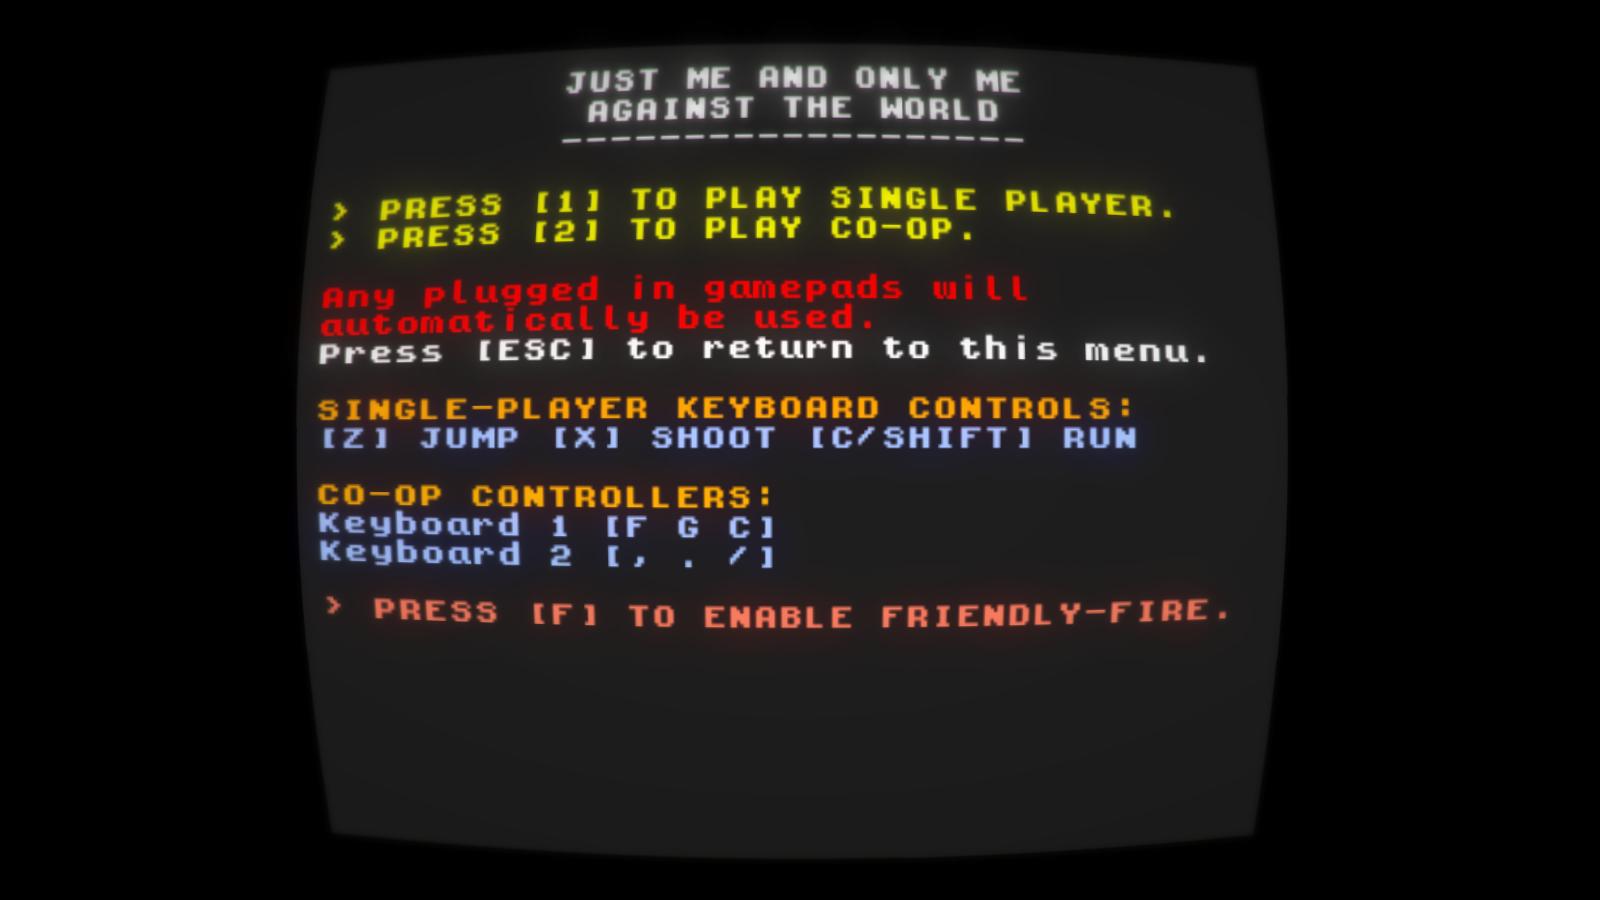 JUST ME AND ONLY ME
AGAINST THE WORLD
-------------------
> PRESS [1] TO PLAY SINGLE PLAYER.
> PRESS [2] TO PLAY CO-OP.
Any plugged in gamepads will
automatically be used.
Press [ESC] to return to this menu.
SINGLE-PLAYER KEYBOARD CONTROLS:
[Z] JUMP [X] SHOOT [C/SHIFT] RUN
CO-OP CONTROLLERS:
Keyboard 1 [F G C]
Keyboard 2 [, . /]
> PRESS [F] TO ENABLE FRIENDLY-FIRE.